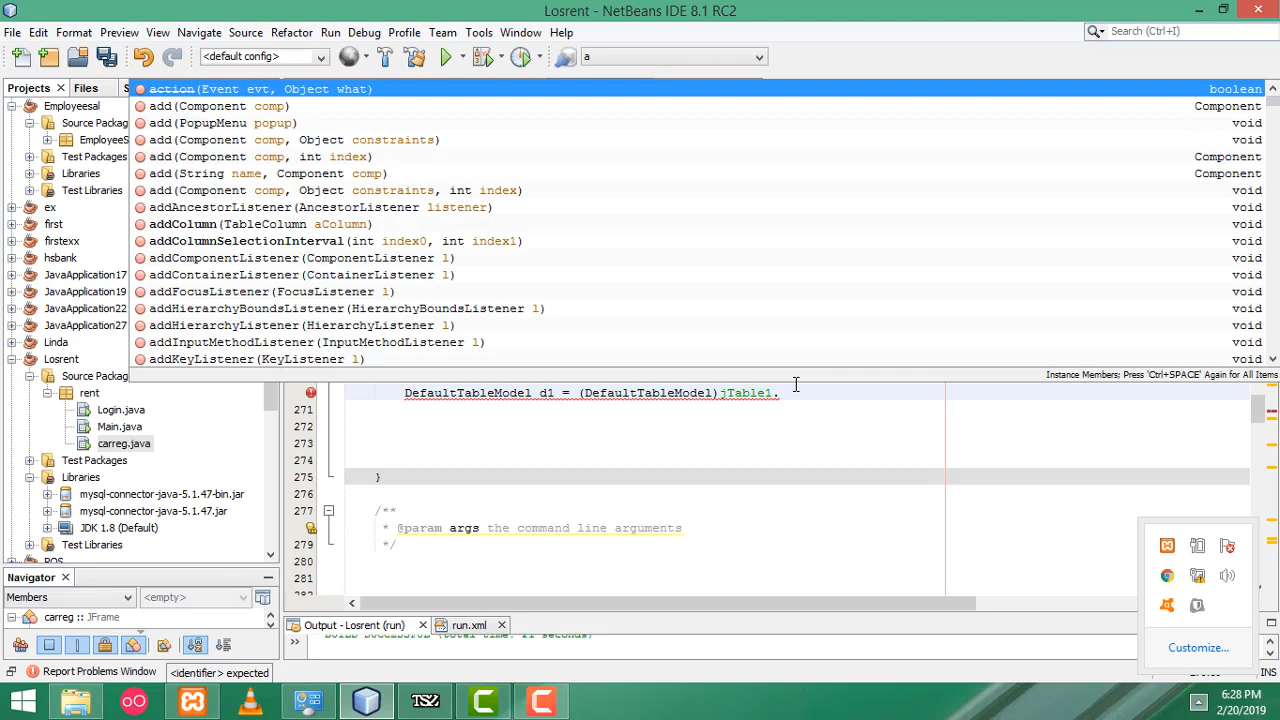 Losrent - NetBeans IDE 8.1 RC2
File Edit Format Preview View Navigate Source Refactor Run Debug Profile Team Tools Window Help
Search (Ctrl+I)
<default config>
a
Projects
Files
action(Event evt, Object what) boolean
add(Component comp) Component
add(PopupMenu popup) void
add(Component comp, Object constraints) void
add(Component comp, int index) Component
add(String name, Component comp) Component
add(Component comp, Object constraints, int index) void
addAncestorListener(AncestorListener listener) void
addColumn(TableColumn aColumn) void
addColumnSelectionInterval(int index0, int index1) void
addComponentListener(ComponentListener l) void
addContainerListener(ContainerListener l) void
addFocusListener(FocusListener l) void
addHierarchyBoundsListener(HierarchyBoundsListener l) void
addHierarchyListener(HierarchyListener l) void
addInputMethodListener(InputMethodListener l) void
addKeyListener(KeyListener l) void
Instance Members; Press 'Ctrl+SPACE' Again for All Items
Employeesal
Source Packag
EmployeeS
Test Packages
Libraries
Test Libraries
ex
first
firstexx
hsbank
JavaApplication17
JavaApplication19
JavaApplication22
JavaApplication27
Linda
Losrent
Source Packag
rent
Login.java
Main.java
carreg.java
Test Packages
Libraries
mysql-connector-java-5.1.47-bin.jar
mysql-connector-java-5.1.47.jar
JDK 1.8 (Default)
Test Libraries
POS
DefaultTableModel d1 = (DefaultTableModel)jTable1.
271
272
273
274
275 }
276
277 /**
* @param args the command line arguments
279 */
280
281
Navigator
Members
<empty>
carreg :: JFrame
Output - Losrent (run)
run.xml
BUILD SUCCESSFUL (total time: 21 seconds)
Customize...
Report Problems Window
<identifier> expected
INS
TSZ
6:28 PM
2/20/2019